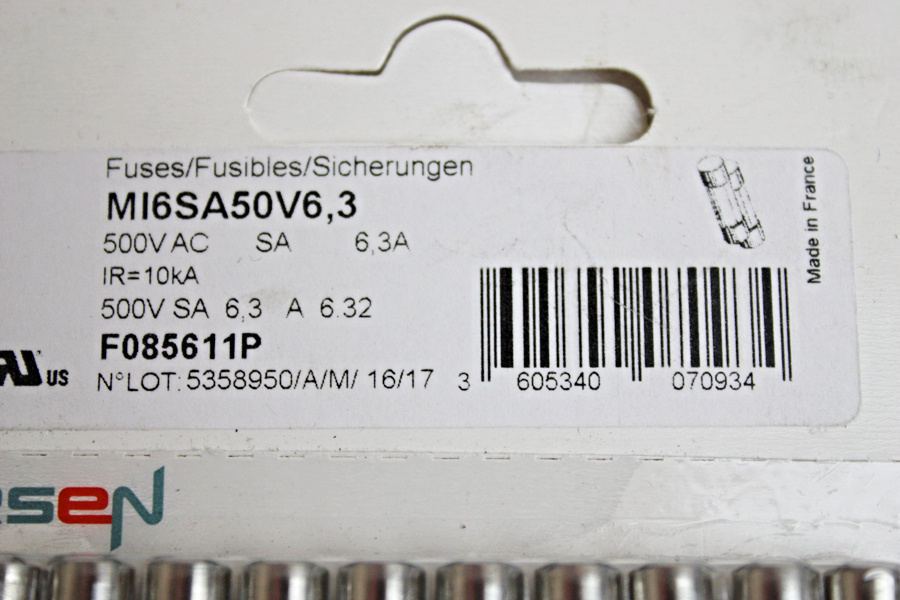 Fuses/Fusibles/Sicherungen
MI6SA50V6,3
500V AC SA 6,3A
IR=10kA
500V SA 6,3 A 6.32
F085611P
N°LOT: 5358950/A/M/ 16/17
US
3 605340 070934
Made in France